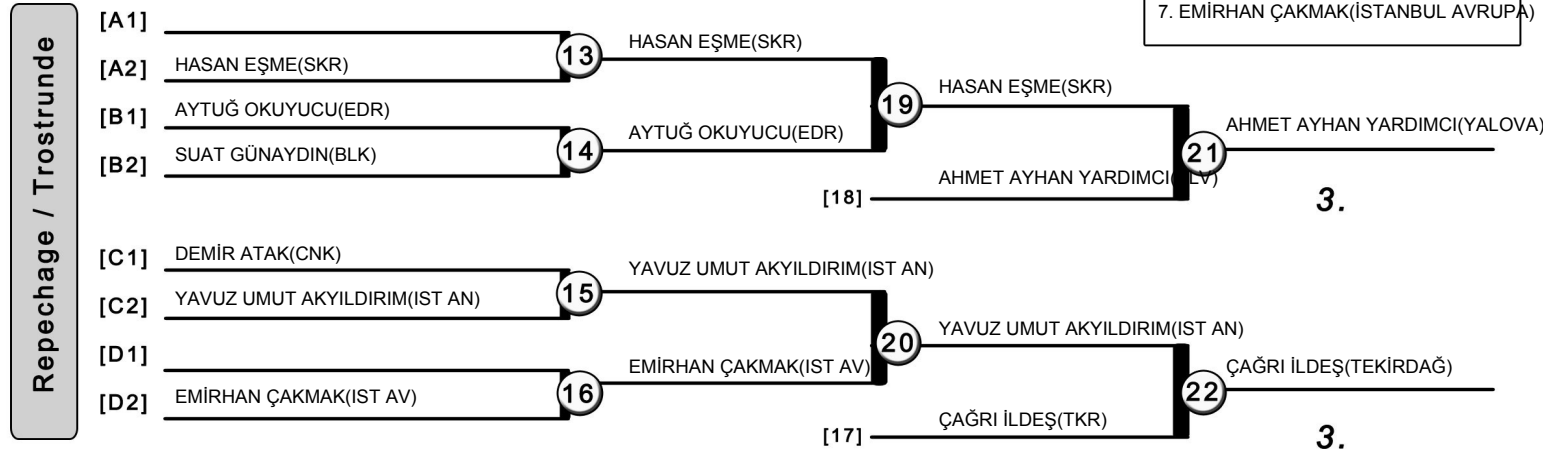 7. EMİRHAN ÇAKMAK(İSTANBUL AVRUPA)
Repechage / Trostrunde
[A1]
[A2] HASAN EŞME(SKR)
13
HASAN EŞME(SKR)
[B1] AYTUĞ OKUYUCU(EDR)
[B2] SUAT GÜNAYDIN(BLK)
14
AYTUĞ OKUYUCU(EDR)
19
HASAN EŞME(SKR)
[18] AHMET AYHAN YARDIMCI(YLV)
21
AHMET AYHAN YARDIMCI(YALOVA)
3.
[C1] DEMİR ATAK(CNK)
[C2] YAVUZ UMUT AKYILDIRIM(IST AN)
15
YAVUZ UMUT AKYILDIRIM(IST AN)
[D1]
[D2] EMİRHAN ÇAKMAK(IST AV)
16
EMİRHAN ÇAKMAK(IST AV)
20
YAVUZ UMUT AKYILDIRIM(IST AN)
[17] ÇAĞRI İLDEŞ(TKR)
22
ÇAĞRI İLDEŞ(TEKİRDAĞ)
3.